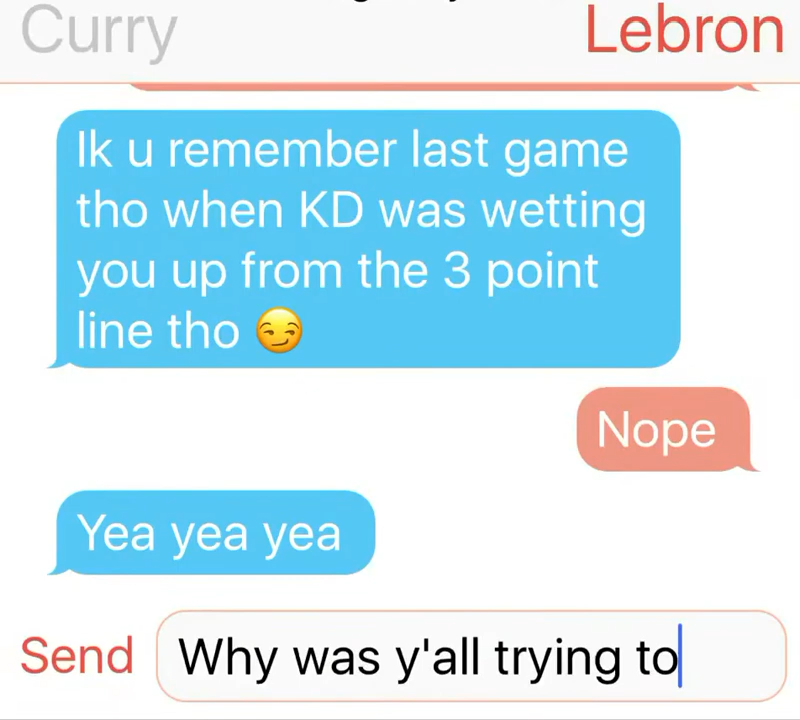 Curry Lebron
Ik u remember last game
tho when KD was wetting
you up from the 3 point
line tho 😏
Nope
Yea yea yea
Send Why was y'all trying to